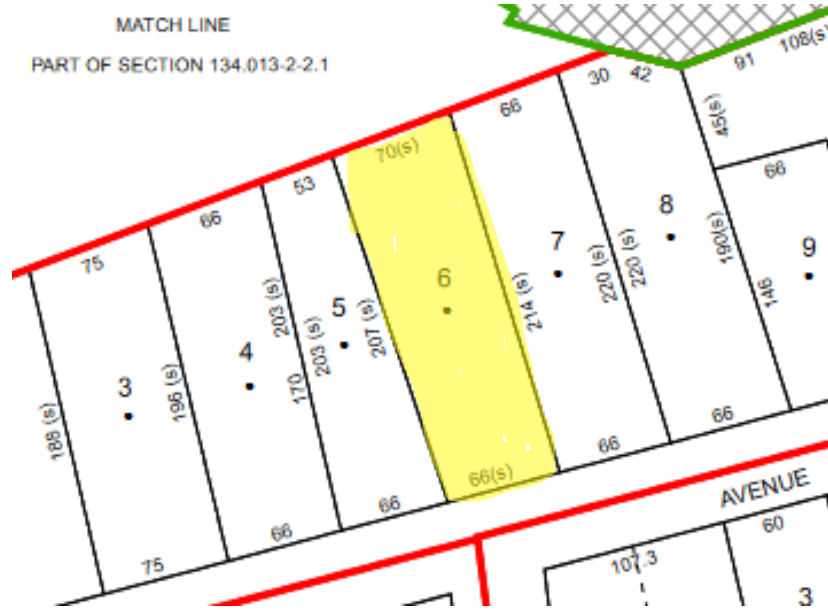 MATCH LINE
PART OF SECTION 134.013-2-2.1
108(s)
91
42
30
66
70(s)
53
66
75
45(s)
66
8
190(s)
9
146
7
220 (s)
220 (s)
6
214 (s)
5
207 (s)
203 (s)
203 (s)
170
4
196 (s)
3
188 (s)
66
66
66(s)
66
66
75
AVENUE
60
107.3
3